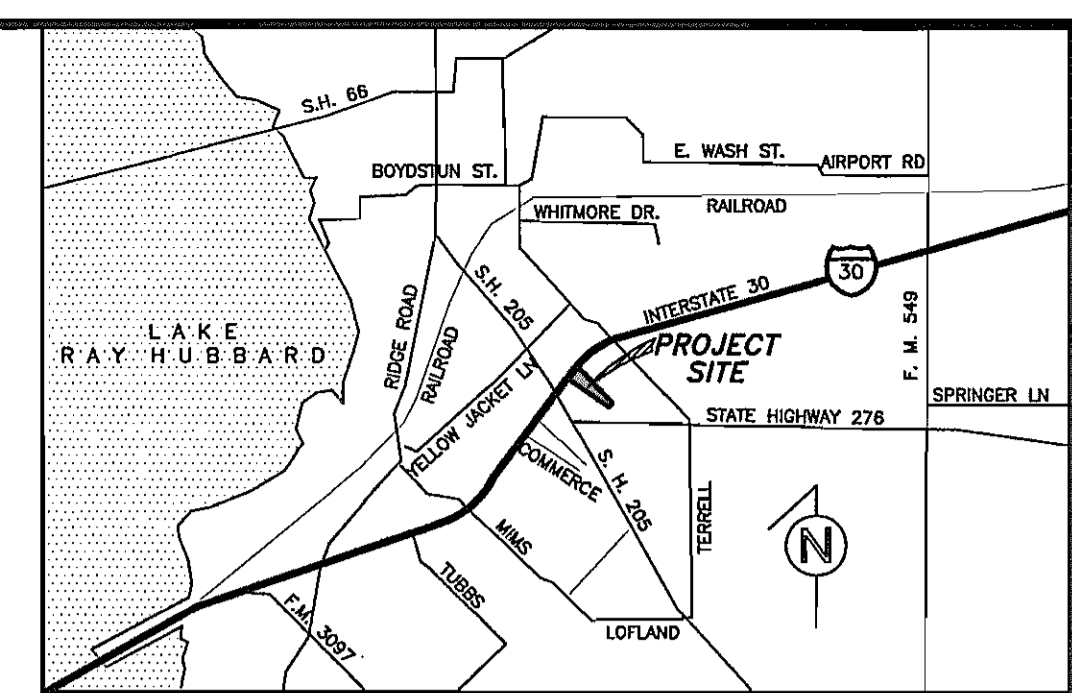 S.H. 66
BOYDSTUN ST.
E. WASH ST.
AIRPORT RD
WHITMORE DR.
RAILROAD
S.H. 205
INTERSTATE 30
30
LAKE
RAY HUBBARD
RIDGE ROAD
RAILROAD
YELLOW JACKET LN
PROJECT
SITE
F. M. 549
SPRINGER LN
STATE HIGHWAY 276
COMMERCE
S. H. 205
TERRELL
MIMS
N
TUBBS
F.M. 3097
LOFLAND